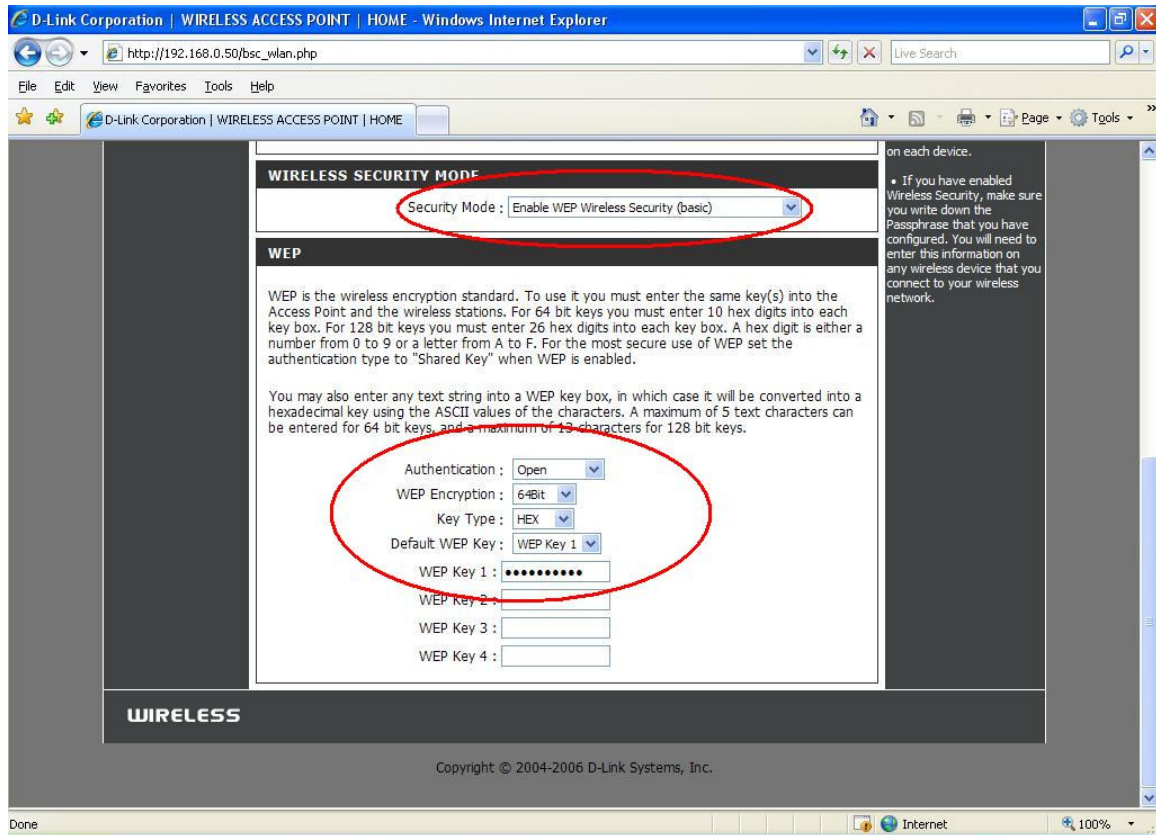 D-Link Corporation | WIRELESS ACCESS POINT | HOME - Windows Internet Explorer
http://192.168.0.50/bsc_wlan.php
Live Search
File Edit View Favorites Tools Help
D-Link Corporation | WIRELESS ACCESS POINT | HOME
Page Tools »
on each device.
• If you have enabled
Wireless Security, make sure
you write down the
Passphrase that you have
configured. You will need to
enter this information on
any wireless device that you
connect to your wireless
network.
WIRELESS SECURITY MODE
Security Mode : Enable WEP Wireless Security (basic)
WEP
WEP is the wireless encryption standard. To use it you must enter the same key(s) into the
Access Point and the wireless stations. For 64 bit keys you must enter 10 hex digits into each
key box. For 128 bit keys you must enter 26 hex digits into each key box. A hex digit is either a
number from 0 to 9 or a letter from A to F. For the most secure use of WEP set the
authentication type to "Shared Key" when WEP is enabled.
You may also enter any text string into a WEP key box, in which case it will be converted into a
hexadecimal key using the ASCII values of the characters. A maximum of 5 text characters can
be entered for 64 bit keys, and a maximum of 13 characters for 128 bit keys.
Authentication : Open
WEP Encryption : 64Bit
Key Type : HEX
Default WEP Key : WEP Key 1
WEP Key 1 : ••••••••••
WEP Key 2 :
WEP Key 3 :
WEP Key 4 :
WIRELESS
Copyright © 2004-2006 D-Link Systems, Inc.
Done Internet 100%